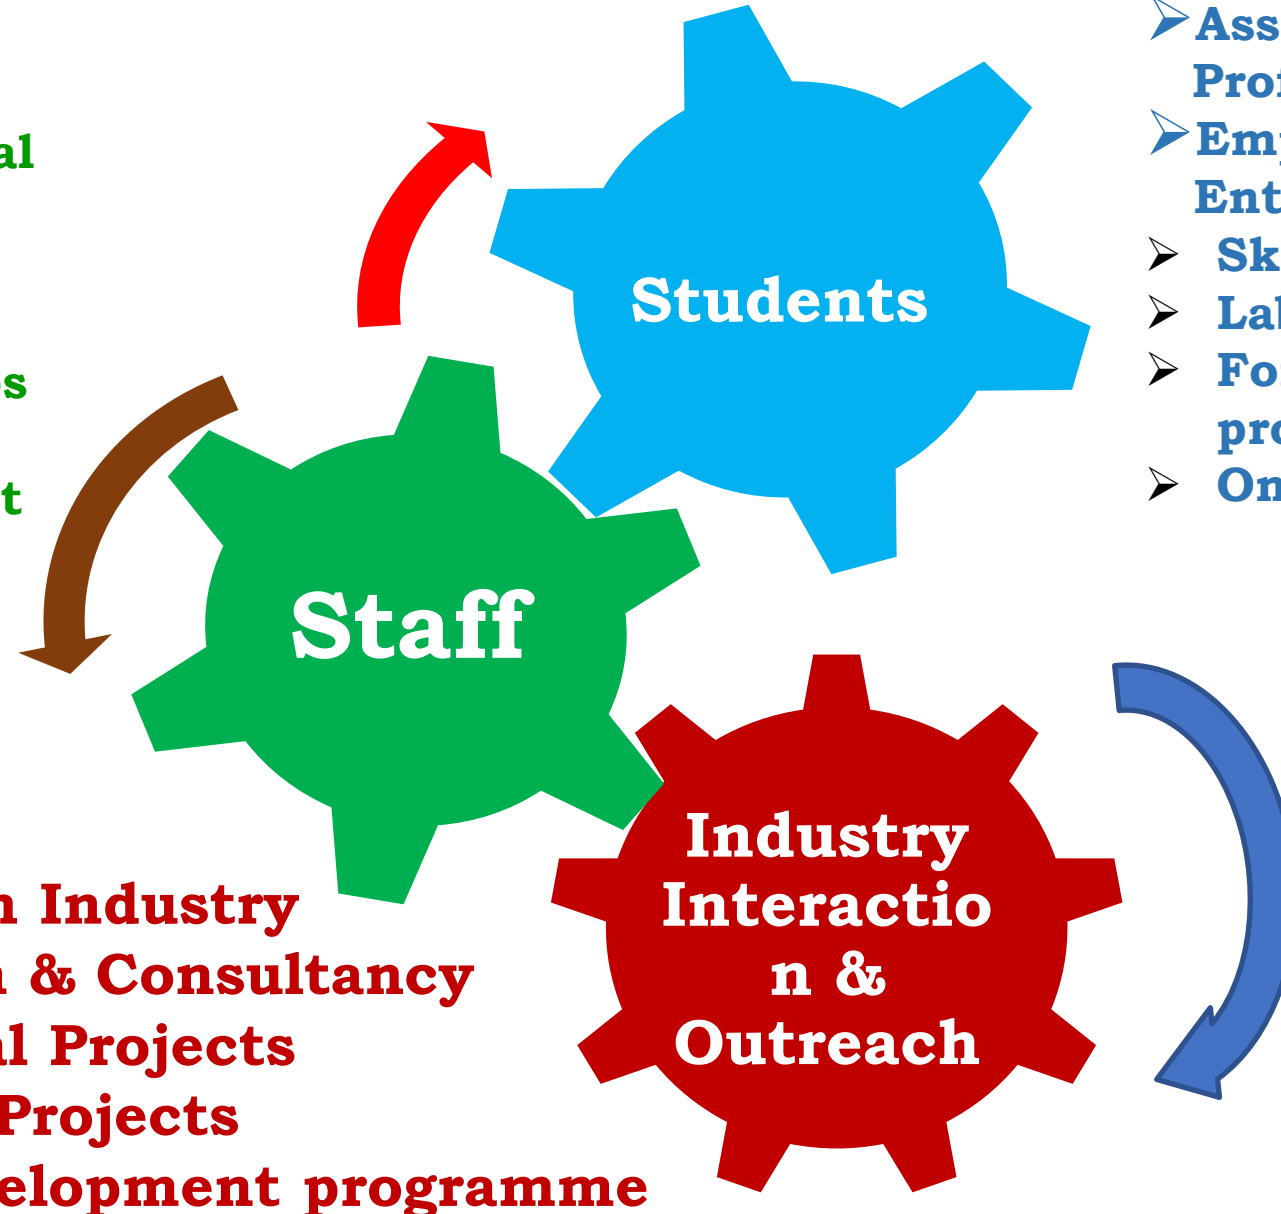 al
s
t
Students
Staff
Industry
Interactio
n &
Outreach
Industry
& Consultancy
al Projects
Projects
elopment programme
Ass
Pro
Em
Ent
Sk
La
Fo
pro
On